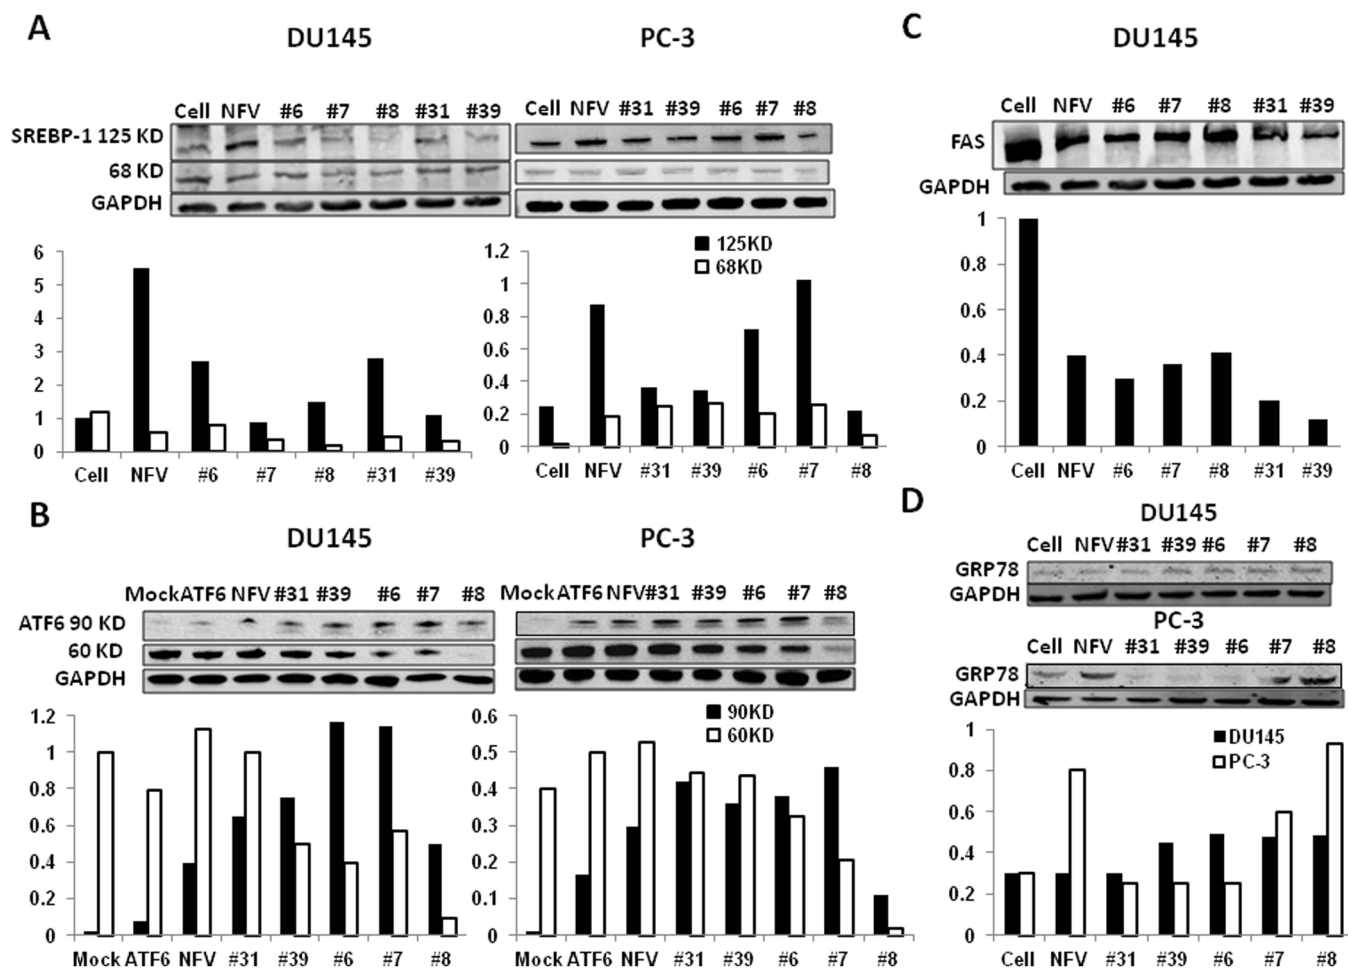 A
DU145
PC-3
Cell NFV #6 #7 #8 #31 #39
Cell NFV #31 #39 #6 #7 #8
SREBP-1 125 KD
68 KD
GAPDH
125KD
68KD
6
5
4
3
2
1
0
Cell NFV #6 #7 #8 #31 #39
1.2
1
0.8
0.6
0.4
0.2
0
Cell NFV #31 #39 #6 #7 #8
B
DU145
PC-3
Mock ATF6 NFV #31 #39 #6 #7 #8
Mock ATF6 NFV #31 #39 #6 #7 #8
ATF6 90 KD
60 KD
GAPDH
90KD
60KD
1.2
1
0.8
0.6
0.4
0.2
0
Mock ATF6 NFV #31 #39 #6 #7 #8
0.6
0.5
0.4
0.3
0.2
0.1
0
Mock ATF6 NFV #31 #39 #6 #7 #8
C
DU145
Cell NFV #6 #7 #8 #31 #39
FAS
GAPDH
1
0.8
0.6
0.4
0.2
0
Cell NFV #6 #7 #8 #31 #39
D
DU145
Cell NFV #31 #39 #6 #7 #8
GRP78
GAPDH
PC-3
Cell NFV #31 #39 #6 #7 #8
GRP78
GAPDH
DU145
PC-3
1
0.8
0.6
0.4
0.2
0
Cell NFV #31 #39 #6 #7 #8